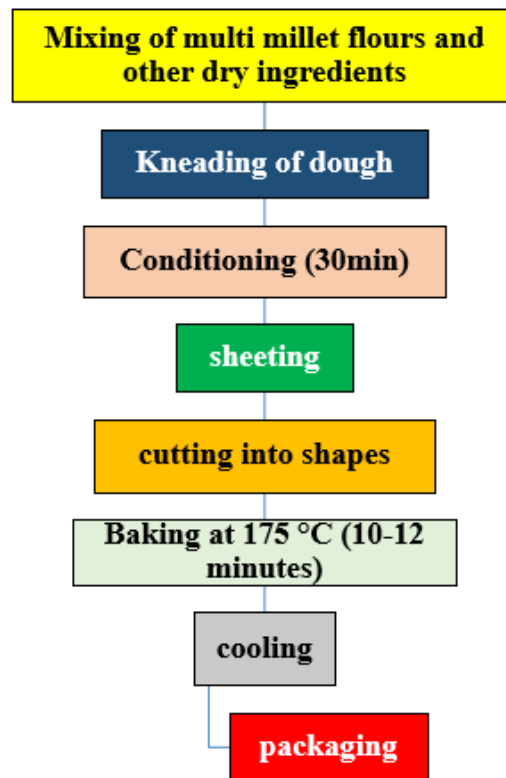 Mixing of multi millet flours and
other dry ingredients
Kneading of dough
Conditioning (30min)
sheeting
cutting into shapes
Baking at 175 °C (10-12
minutes)
cooling
packaging